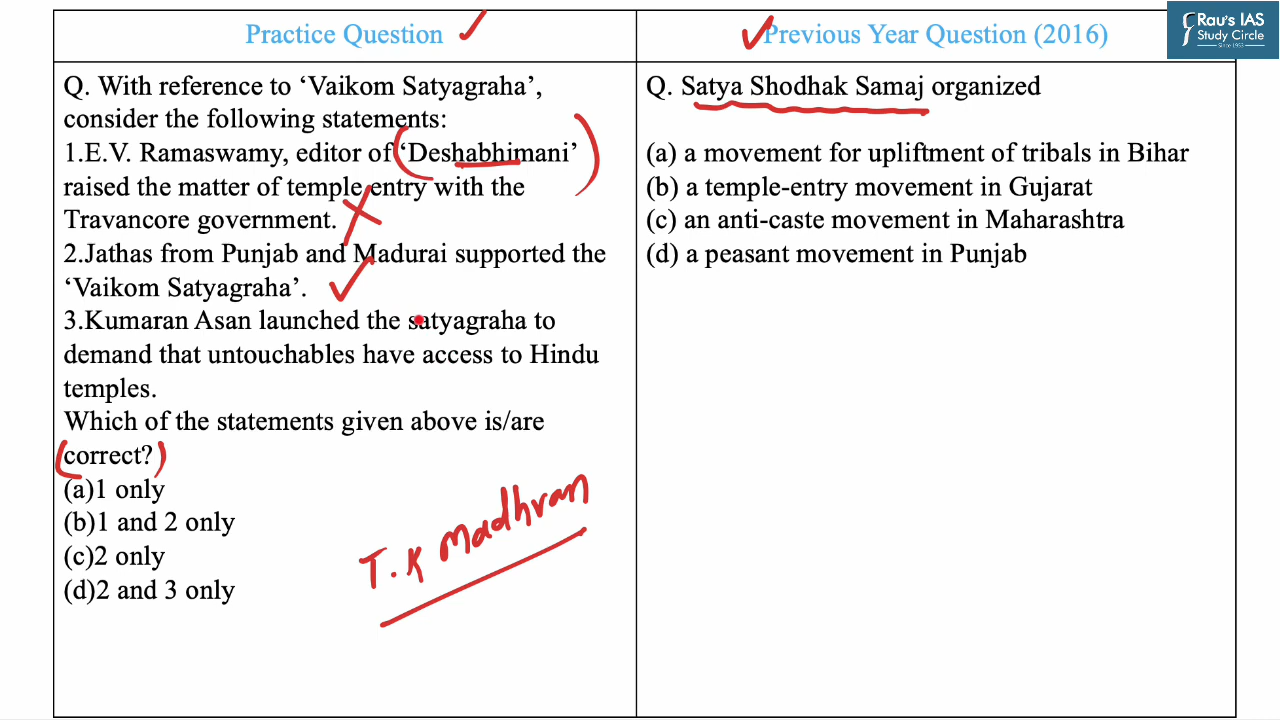 Practice Question
Previous Year Question (2016)
Rau's IAS
Study Circle
Since 1953
Q. With reference to ‘Vaikom Satyagraha’,
consider the following statements:
1.E.V. Ramaswamy, editor of ‘Deshabhimani’
raised the matter of temple entry with the
Travancore government.
2.Jathas from Punjab and Madurai supported the
‘Vaikom Satyagraha’.
3.Kumaran Asan launched the satyagraha to
demand that untouchables have access to Hindu
temples.
Which of the statements given above is/are
correct?
(a)1 only
(b)1 and 2 only
(c)2 only
(d)2 and 3 only
T.K Madhvan
Q. Satya Shodhak Samaj organized
(a) a movement for upliftment of tribals in Bihar
(b) a temple-entry movement in Gujarat
(c) an anti-caste movement in Maharashtra
(d) a peasant movement in Punjab